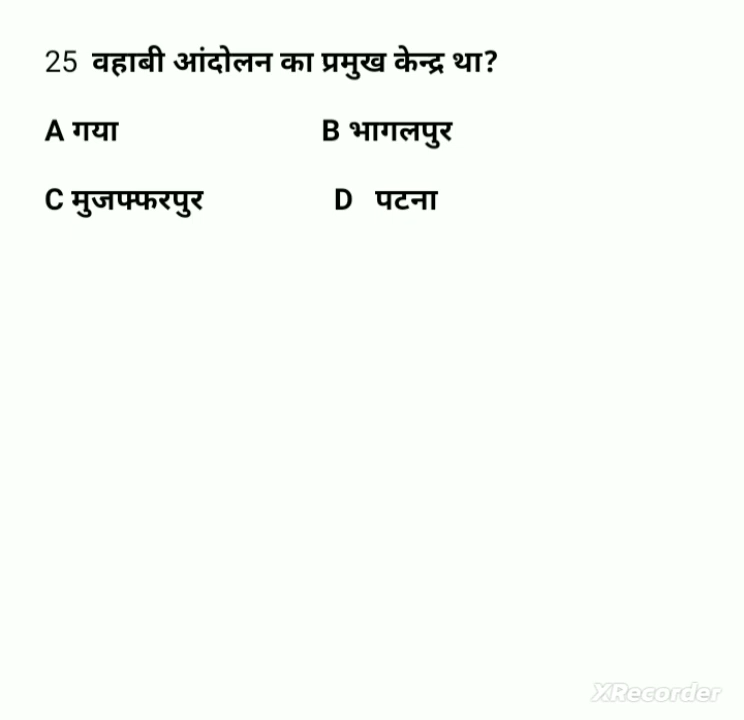 25 वहाबी आंदोलन का प्रमुख केन्द्र था?
A गया B भागलपुर
C मुजफ्फरपुर D पटना
XRecorder